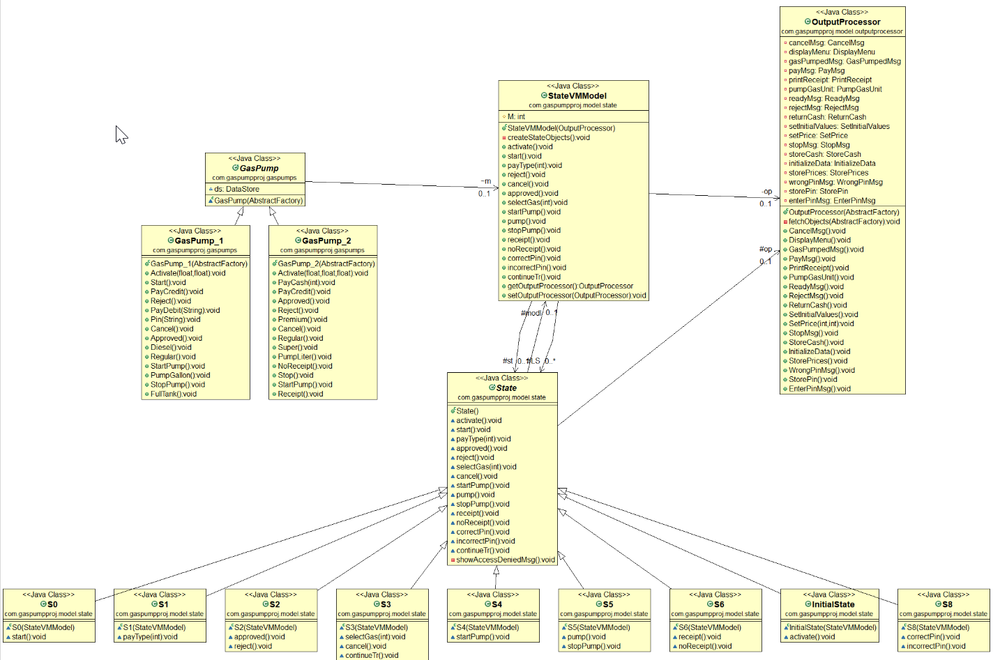 <<Java Class>>
OutputProcessor
com.gaspumpproj.model.outputprocessor
cancelMsg: CancelMsg
displayMenu: DisplayMenu
gasPumpedMsg: GasPumpedMsg
payMsg: PayMsg
printReceipt: PrintReceipt
pumpGasUnit: PumpGasUnit
readyMsg: ReadyMsg
rejectMsg: RejectMsg
returnCash: ReturnCash
setInitialValues: SetInitialValues
setPrice: SetPrice
stopMsg: StopMsg
storeCash: StoreCash
initializeData: InitializeData
storePrices: StorePrices
wrongPinMsg: WrongPinMsg
storePin: StorePin
enterPinMsg: EnterPinMsg
OutputProcessor(AbstractFactory)
fetchObjects(AbstractFactory):void
CancelMsg():void
DisplayMenu():void
GasPumpedMsg():void
PayMsg():void
PrintReceipt():void
PumpGasUnit():void
ReadyMsg():void
RejectMsg():void
ReturnCash():void
SetInitialValues():void
SetPrice(int,int):void
StopMsg():void
StoreCash():void
InitializeData():void
StorePrices():void
WrongPinMsg():void
StorePin():void
EnterPinMsg():void
<<Java Class>>
StateVMModel
com.gaspumpproj.model.state
M: int
StateVMModel(OutputProcessor)
createStateObjects():void
activate():void
start():void
payType(int):void
reject():void
cancel():void
approved():void
selectGas(int):void
startPump():void
pump():void
stopPump():void
receipt():void
noReceipt():void
correctPin():void
incorrectPin():void
continueTr():void
getOutputProcessor():OutputProcessor
setOutputProcessor(OutputProcessor):void
<<Java Class>>
GasPump
com.gaspumpproj.gaspumps
ds: DataStore
GasPump(AbstractFactory)
~m
0..1
-op
0..1
#op
0..1
<<Java Class>>
GasPump_1
com.gaspumpproj.gaspumps
GasPump_1(AbstractFactory)
Activate(float,float):void
Start():void
PayCredit():void
Reject():void
PayDebit(String):void
Pin(String):void
Cancel():void
Approved():void
Diesel():void
Regular():void
StartPump():void
PumpGallon():void
StopPump():void
FullTank():void
<<Java Class>>
GasPump_2
com.gaspumpproj.gaspumps
GasPump_2(AbstractFactory)
Activate(float,float,float):void
PayCash(int):void
PayCredit():void
Approved():void
Reject():void
Premium():void
Cancel():void
Regular():void
Super():void
PumpLiter():void
NoReceipt():void
Stop():void
StartPump():void
Receipt():void
#modl 0..1
#st 0..1 #LS 0..*
<<Java Class>>
State
com.gaspumpproj.model.state
State()
activate():void
start():void
payType(int):void
approved():void
reject():void
selectGas(int):void
cancel():void
startPump():void
pump():void
stopPump():void
receipt():void
noReceipt():void
correctPin():void
incorrectPin():void
continueTr():void
showAccessDeniedMsg():void
<<Java Class>>
S0
com.gaspumpproj.model.state
S0(StateVMModel)
start():void
<<Java Class>>
S1
com.gaspumpproj.model.state
S1(StateVMModel)
payType(int):void
<<Java Class>>
S2
com.gaspumpproj.model.state
S2(StateVMModel)
approved():void
reject():void
<<Java Class>>
S3
com.gaspumpproj.model.state
S3(StateVMModel)
selectGas(int):void
cancel():void
continueTr():void
<<Java Class>>
S4
com.gaspumpproj.model.state
S4(StateVMModel)
startPump():void
<<Java Class>>
S5
com.gaspumpproj.model.state
S5(StateVMModel)
pump():void
stopPump():void
<<Java Class>>
S6
com.gaspumpproj.model.state
S6(StateVMModel)
receipt():void
noReceipt():void
<<Java Class>>
InitialState
com.gaspumpproj.model.state
InitialState(StateVMModel)
activate():void
<<Java Class>>
S8
com.gaspumpproj.model.state
S8(StateVMModel)
correctPin():void
incorrectPin():void